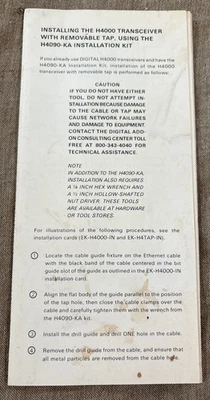 INSTALLING THE H4000 TRANSCEIVER
WITH REMOVABLE TAP, USING THE
H4090-KA INSTALLATION KIT
If you already use DIGITAL H4000 transceivers and have the
H4090-KA Installation Kit, installation of the H4000
transceiver with removable tap is performed as follows:
CAUTION
IF YOU DO NOT HAVE EITHER
TOOL, DO NOT ATTEMPT IN-
STALLATION BECAUSE DAMAGE
TO THE CABLE OR TAP MAY
CAUSE NETWORK FAILURES
AND DAMAGE TO EQUIPMENT.
CONTACT THE DIGITAL ADD-
ON CONSULTING CENTER TOLL
FREE AT 800-343-4040 FOR
TECHNICAL ASSISTANCE.
NOTE
IN ADDITION TO THE H4090-KA,
INSTALLATION ALSO REQUIRES
A HEX WRENCH AND
A INCH HOLLOW-SHAFTED
NUT DRIVER. THESE TOOLS
ARE AVAILABLE AT HARDWARE
OR TOOL STORES.
For illustrations of the following procedures, see the
installation cards (EK-H4000-IN and EK-H4TAP-IN).
1 Locate the cable guide fixture on the Ethernet cable
with the black band of the cable centered in the bit
guide slot of the guide as outlined in the EK-H4000-IN
installation card.
2 Align the flat body of the guide parallel to the position
of the tap hole, then close the cable clamps over the
cable and carefully tighten them with the wrench from
the H4090-KA kit.
3 Install the drill guide and drill ONE hole in the cable.
4 Remove the drill guide from the cable, and ensure that
all metal particles are removed from the cable hole.